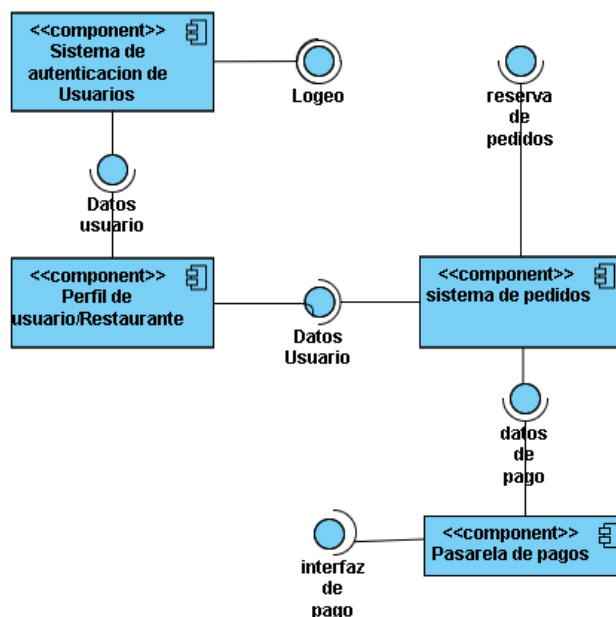 <<component>>
Sistema de
autenticacion de
Usuarios
Logeo
reserva
de
pedidos
Datos
usuario
<<component>>
Perfil de
usuario/Restaurante
Datos
Usuario
<<component>>
sistema de pedidos
datos
de
pago
<<component>>
Pasarela de pagos
interfaz
de
pago